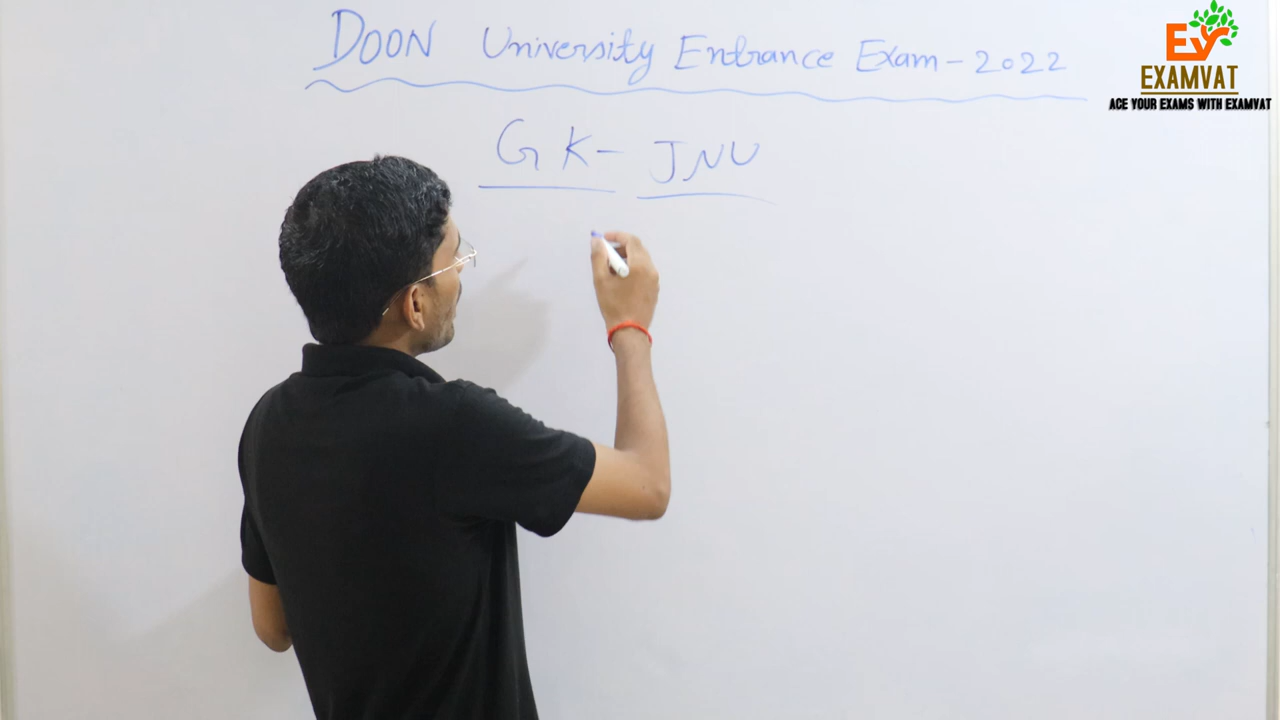 DOON University Entrance Exam - 2022
GK - JNU
EV
EXAMVAT
ACE YOUR EXAMS WITH EXAMVAT